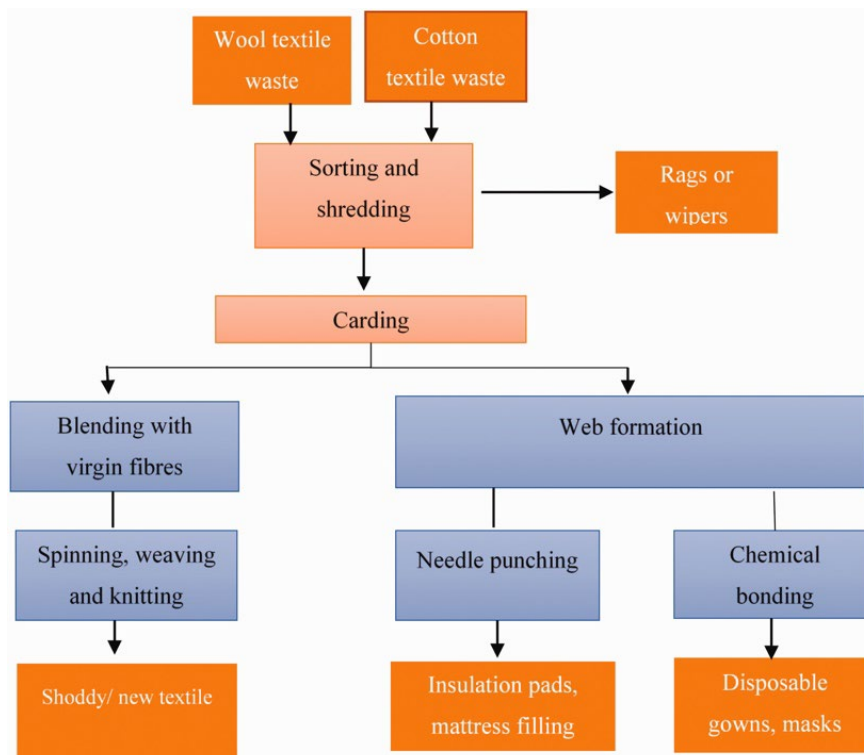 Wool textile
waste
Cotton
textile waste
Sorting and
shredding
Rags or
wipers
Carding
Blending with
virgin fibres
Web formation
Spinning, weaving
and knitting
Needle punching
Chemical
bonding
Shoddy/ new textile
Insulation pads,
mattress filling
Disposable
gowns, masks